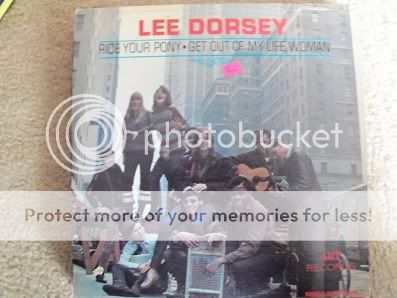 LEE DORSEY
RIDE YOUR PONY • GET OUT OF MY LIFE, WOMAN
photobucket
Protect more of your memories for less!
RECORDS